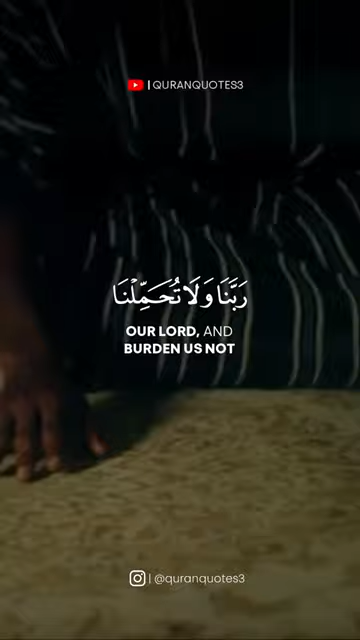 | QURANQUOTES3
رَبَّنَا وَلَا تُحَمِّلْنَا
OUR LORD, AND
BURDEN US NOT
| @quranquotes3